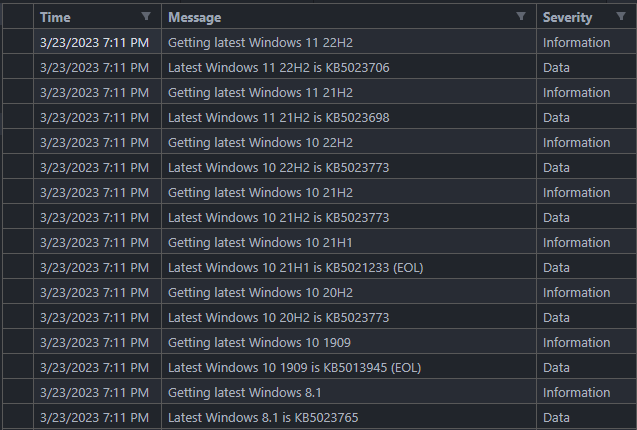 Time Message Severity
3/23/2023 7:11 PM Getting latest Windows 11 22H2 Information
3/23/2023 7:11 PM Latest Windows 11 22H2 is KB5023706 Data
3/23/2023 7:11 PM Getting latest Windows 11 21H2 Information
3/23/2023 7:11 PM Latest Windows 11 21H2 is KB5023698 Data
3/23/2023 7:11 PM Getting latest Windows 10 22H2 Information
3/23/2023 7:11 PM Latest Windows 10 22H2 is KB5023773 Data
3/23/2023 7:11 PM Getting latest Windows 10 21H2 Information
3/23/2023 7:11 PM Latest Windows 10 21H2 is KB5023773 Data
3/23/2023 7:11 PM Getting latest Windows 10 21H1 Information
3/23/2023 7:11 PM Latest Windows 10 21H1 is KB5021233 (EOL) Data
3/23/2023 7:11 PM Getting latest Windows 10 20H2 Information
3/23/2023 7:11 PM Latest Windows 10 20H2 is KB5023773 Data
3/23/2023 7:11 PM Getting latest Windows 10 1909 Information
3/23/2023 7:11 PM Latest Windows 10 1909 is KB5013945 (EOL) Data
3/23/2023 7:11 PM Getting latest Windows 8.1 Information
3/23/2023 7:11 PM Latest Windows 8.1 is KB5023765 Data